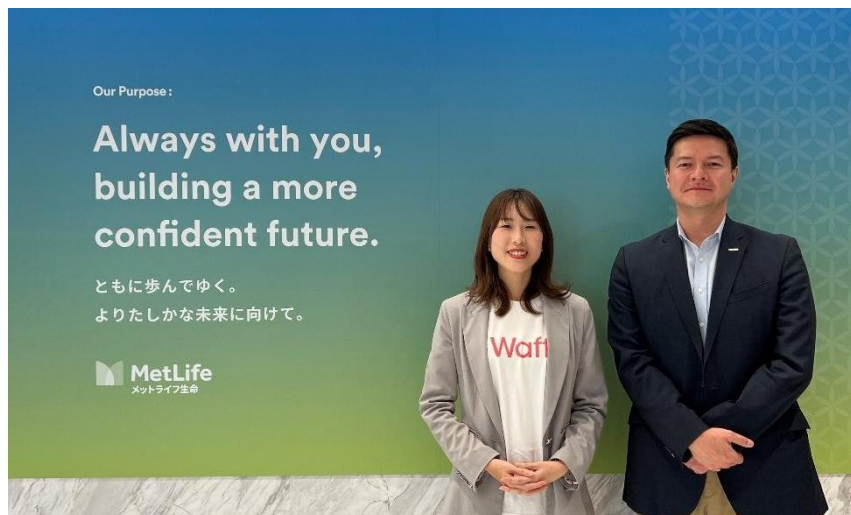 Our Purpose :
Always with you,
building a more
confident future.
ともに歩んでゆく。
よりたしかな未来に向けて。
MetLife
メットライフ生命